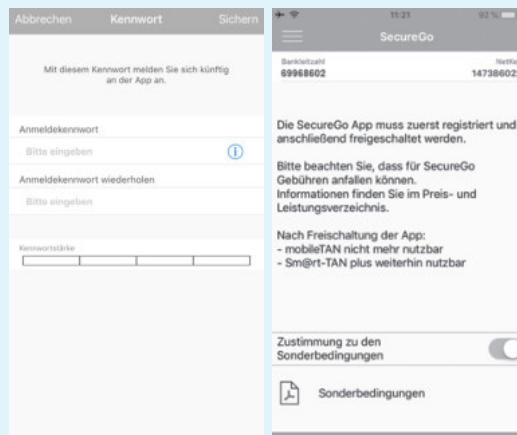 Abbrechen Kennwort Sichern
Mit diesem Kennwort melden Sie sich künftig
an der App an.
Anmeldekennwort
Bitte eingeben
Anmeldekennwort wiederholen
Bitte eingeben
Kennwortstärke
11:21 92 %
SecureGo
Bankleitzahl NetKe
69968602 14738602
Die SecureGo App muss zuerst registriert und
anschließend freigeschaltet werden.
Bitte beachten Sie, dass für SecureGo
Gebühren anfallen können.
Informationen finden Sie im Preis- und
Leistungsverzeichnis.
Nach Freischaltung der App:
- mobileTAN nicht mehr nutzbar
- Sm@rt-TAN plus weiterhin nutzbar
Zustimmung zu den
Sonderbedingungen
Sonderbedingungen